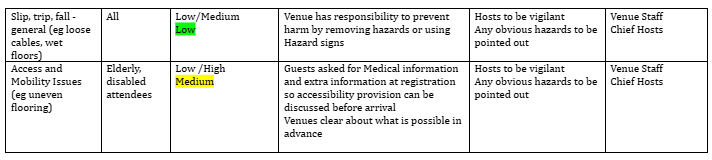 Slip, trip, fall -
general (eg loose
cables, wet
floors)
All
Low/Medium
Low
Venue has responsibility to prevent
harm by removing hazards or using
Hazard signs
Hosts to be vigilant
Any obvious hazards to be
pointed out
Venue Staff
Chief Hosts
Access and
Mobility Issues
(eg uneven
flooring)
Elderly,
disabled
attendees
Low /High
Medium
Guests asked for Medical information
and extra information at registration
so accessibility provision can be
discussed before arrival
Venues clear about what is possible in
advance
Hosts to be vigilant
Any obvious hazards to be
pointed out
Venue Staff
Chief Hosts